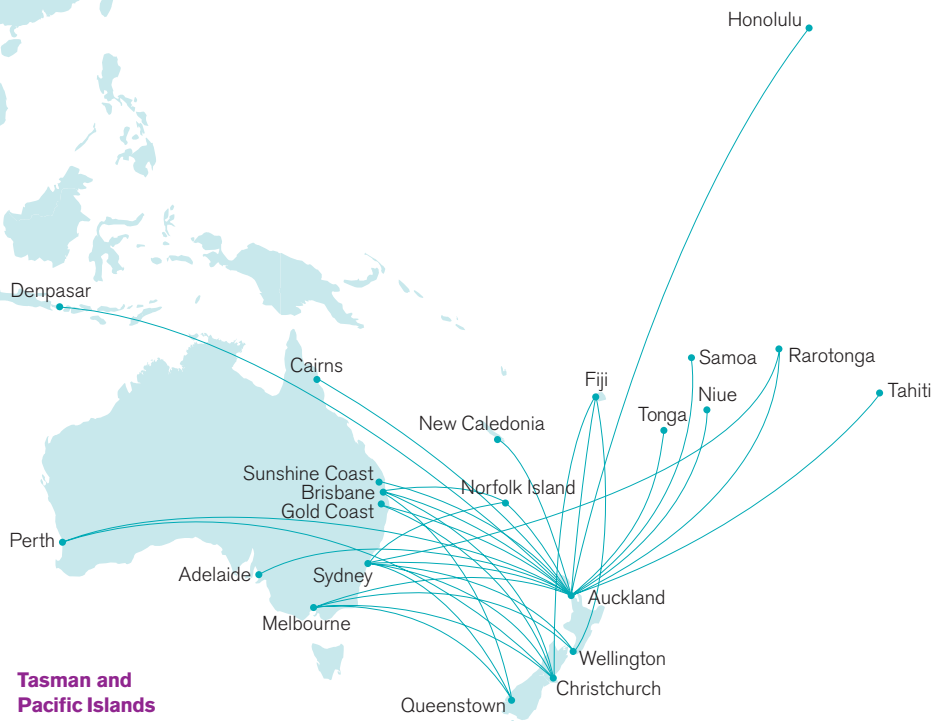 Honolulu
Denpasar
Samoa
Rarotonga
Cairns
Fiji
Niue
Tahiti
Tonga
New Caledonia
Sunshine Coast
Norfolk Island
Brisbane
Gold Coast
Perth
Adelaide
Sydney
Auckland
Melbourne
Wellington
Tasman and
Pacific Islands
Christchurch
Queenstown